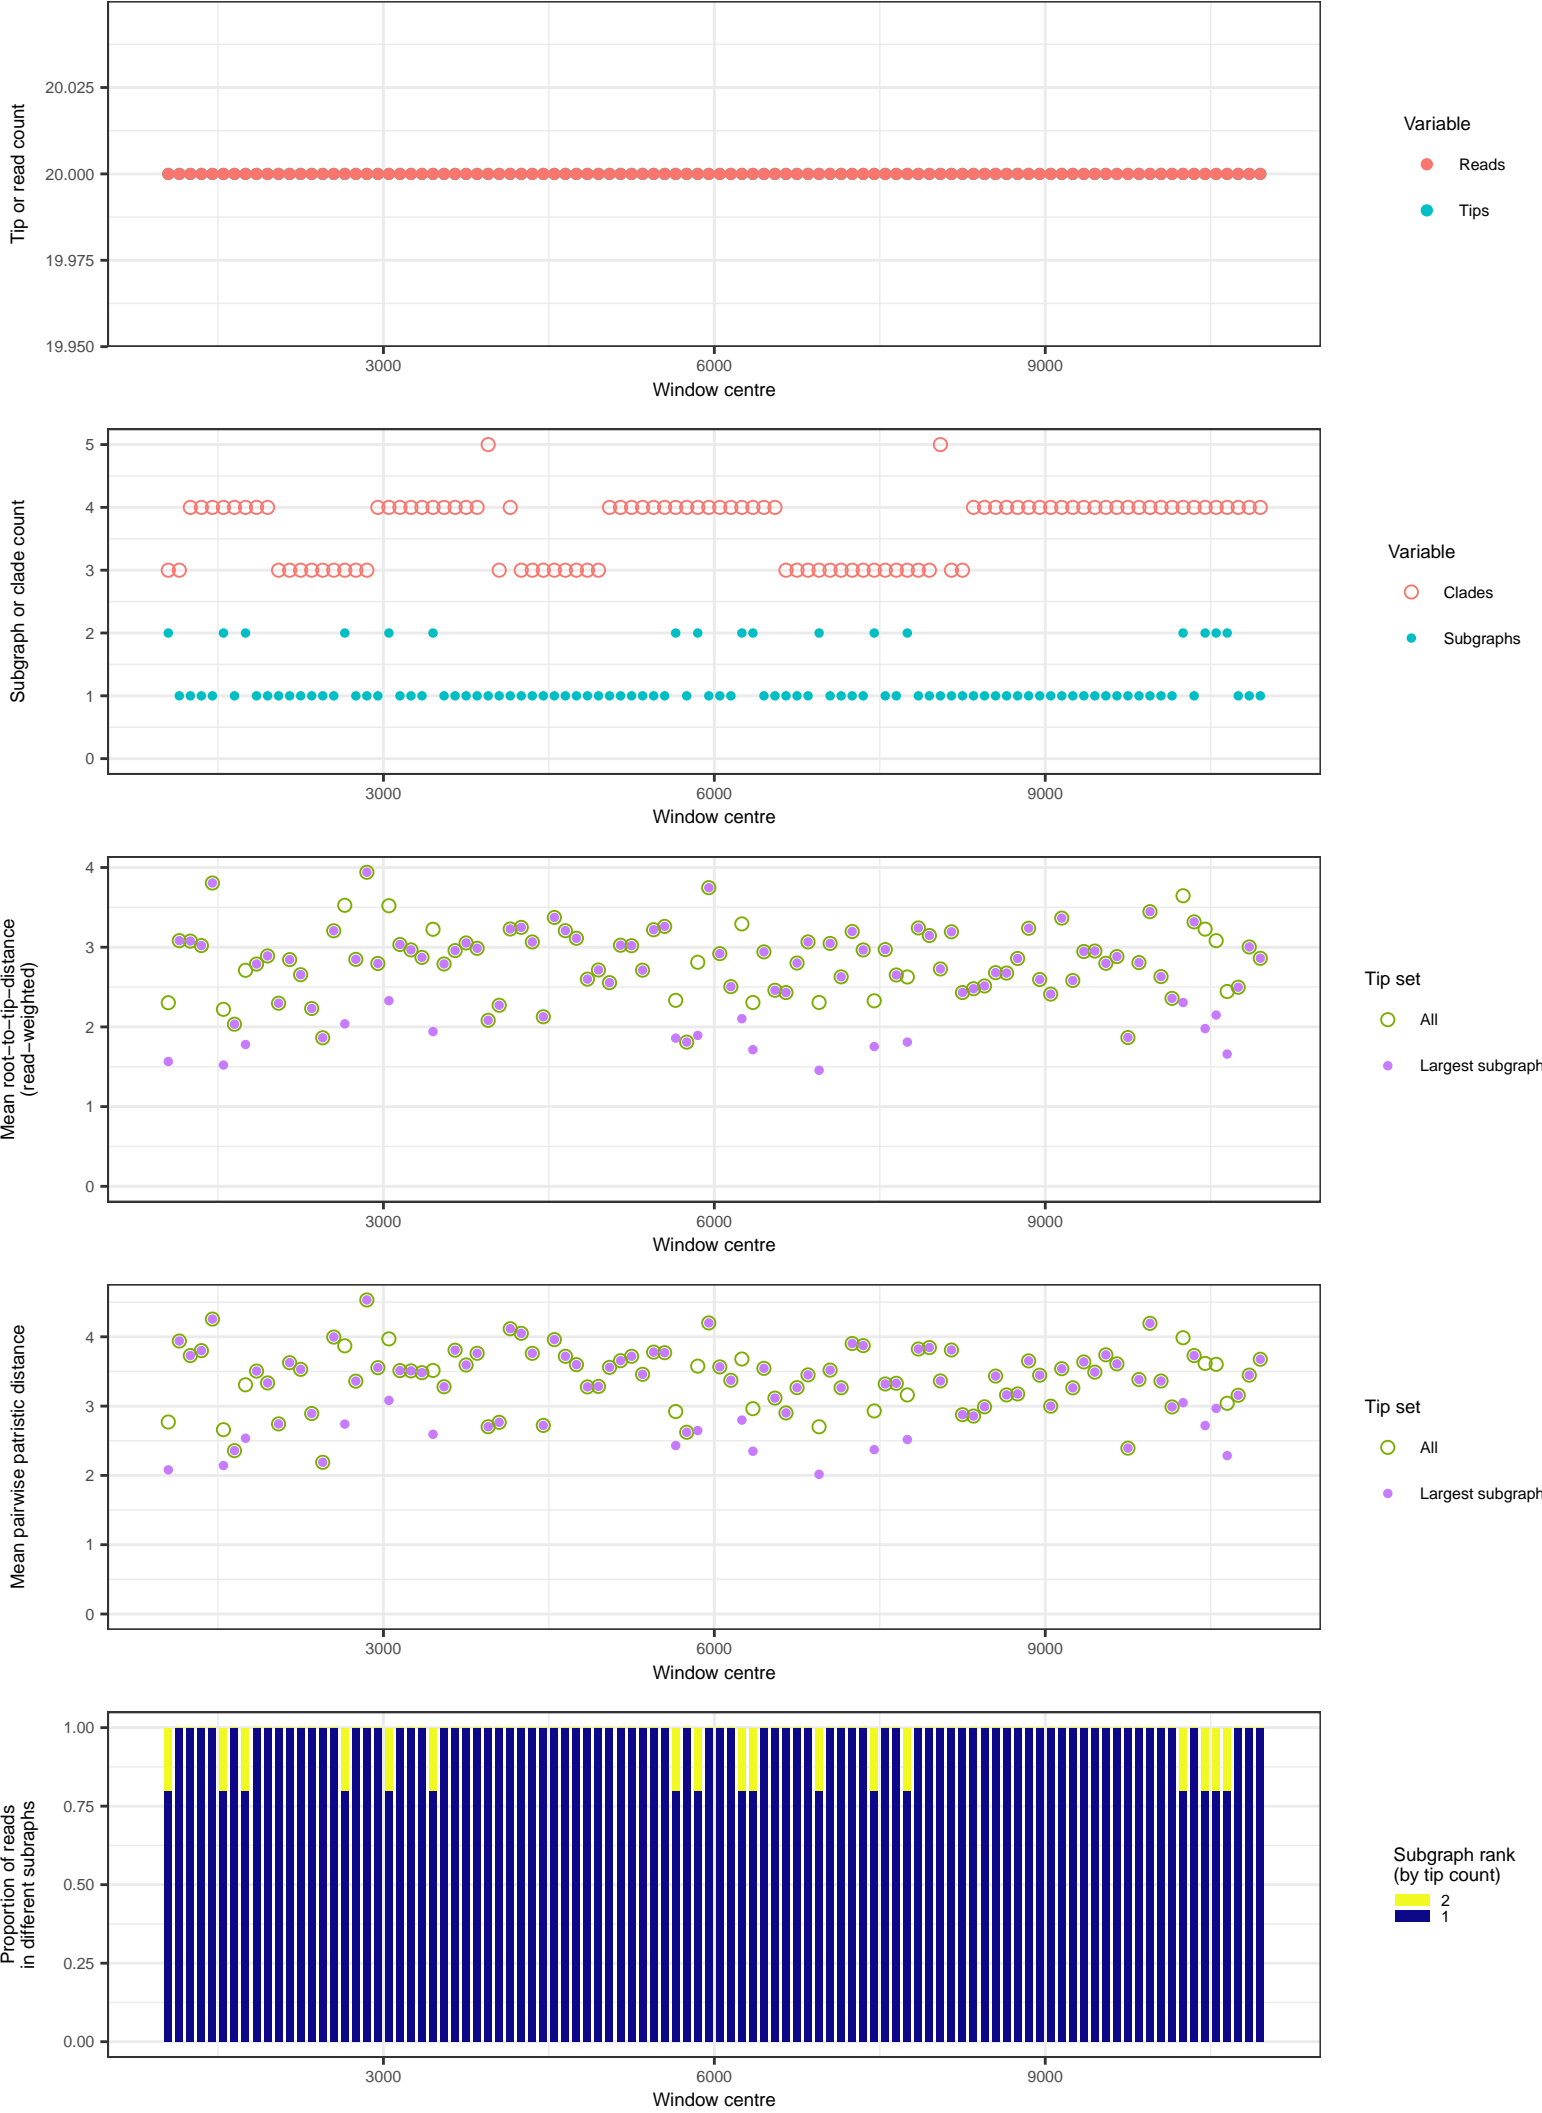 Tip or read count
20.025
20.000
19.975
19.950
3000
6000
9000
Window centre
Variable
Reads
Tips
Subgraph or clade count
5
4
3
2
1
0
3000
6000
9000
Window centre
Variable
Clades
Subgraphs
Mean root−to−tip−distance
(read−weighted)
4
3
2
1
0
3000
6000
9000
Window centre
Tip set
All
Largest subgraph
Mean pairwise patristic distance
4
3
2
1
0
3000
6000
9000
Window centre
Tip set
All
Largest subgraph
Proportion of reads
in different subraphs
1.00
0.75
0.50
0.25
0.00
3000
6000
9000
Window centre
Subgraph rank
(by tip count)
2
1